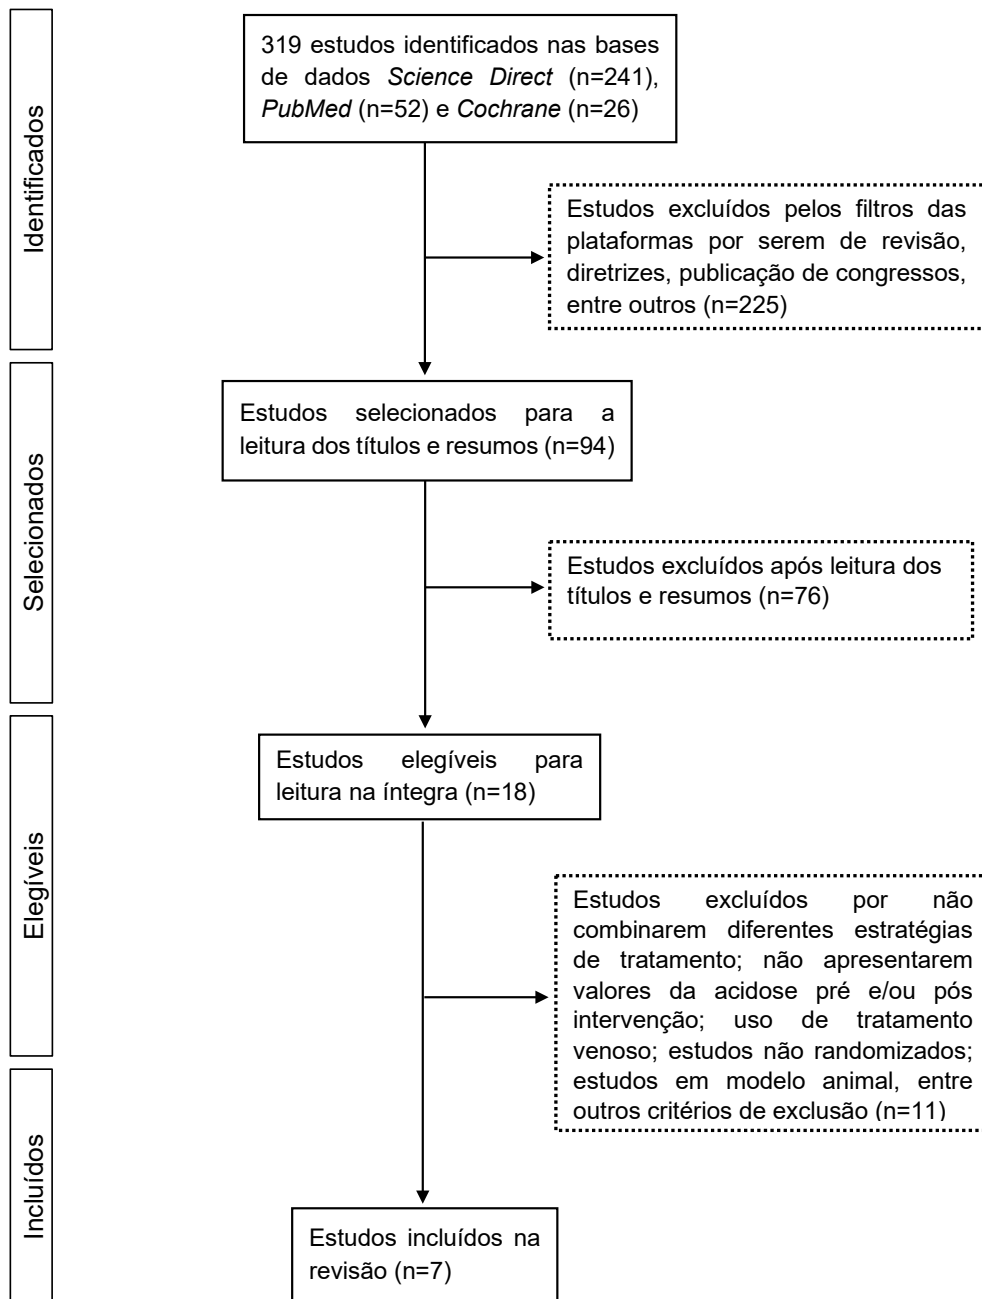 Identificados
319 estudos identificados nas bases
de dados Science Direct (n=241),
PubMed (n=52) e Cochrane (n=26)
Estudos excluídos pelos filtros das
plataformas por serem de revisão,
diretrizes, publicação de congressos,
entre outros (n=225)
Selecionados
Estudos selecionados para a
leitura dos títulos e resumos (n=94)
Estudos excluídos após leitura dos
títulos e resumos (n=76)
Elegíveis
Estudos elegíveis para
leitura na íntegra (n=18)
Estudos excluídos por não
combinarem diferentes estratégias
de tratamento; não apresentarem
valores da acidose pré e/ou pós
intervenção; uso de tratamento
venoso; estudos não randomizados;
estudos em modelo animal, entre
outros critérios de exclusão (n=11)
Incluídos
Estudos incluídos na
revisão (n=7)